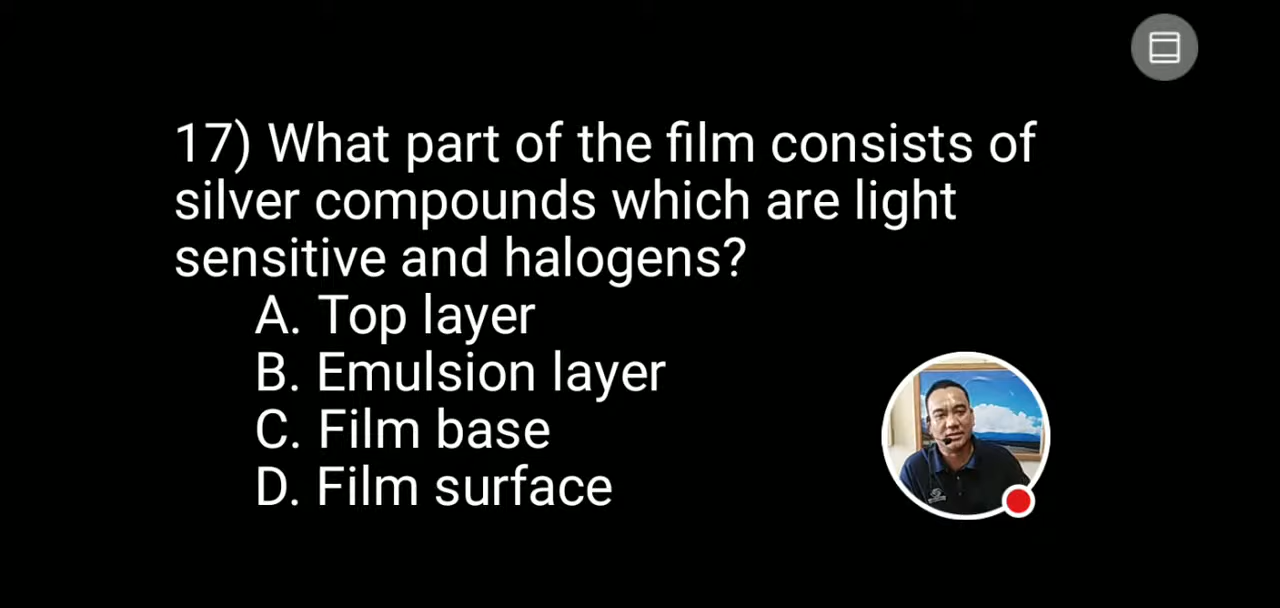 17) What part of the film consists of
silver compounds which are light
sensitive and halogens?
A. Top layer
B. Emulsion layer
C. Film base
D. Film surface